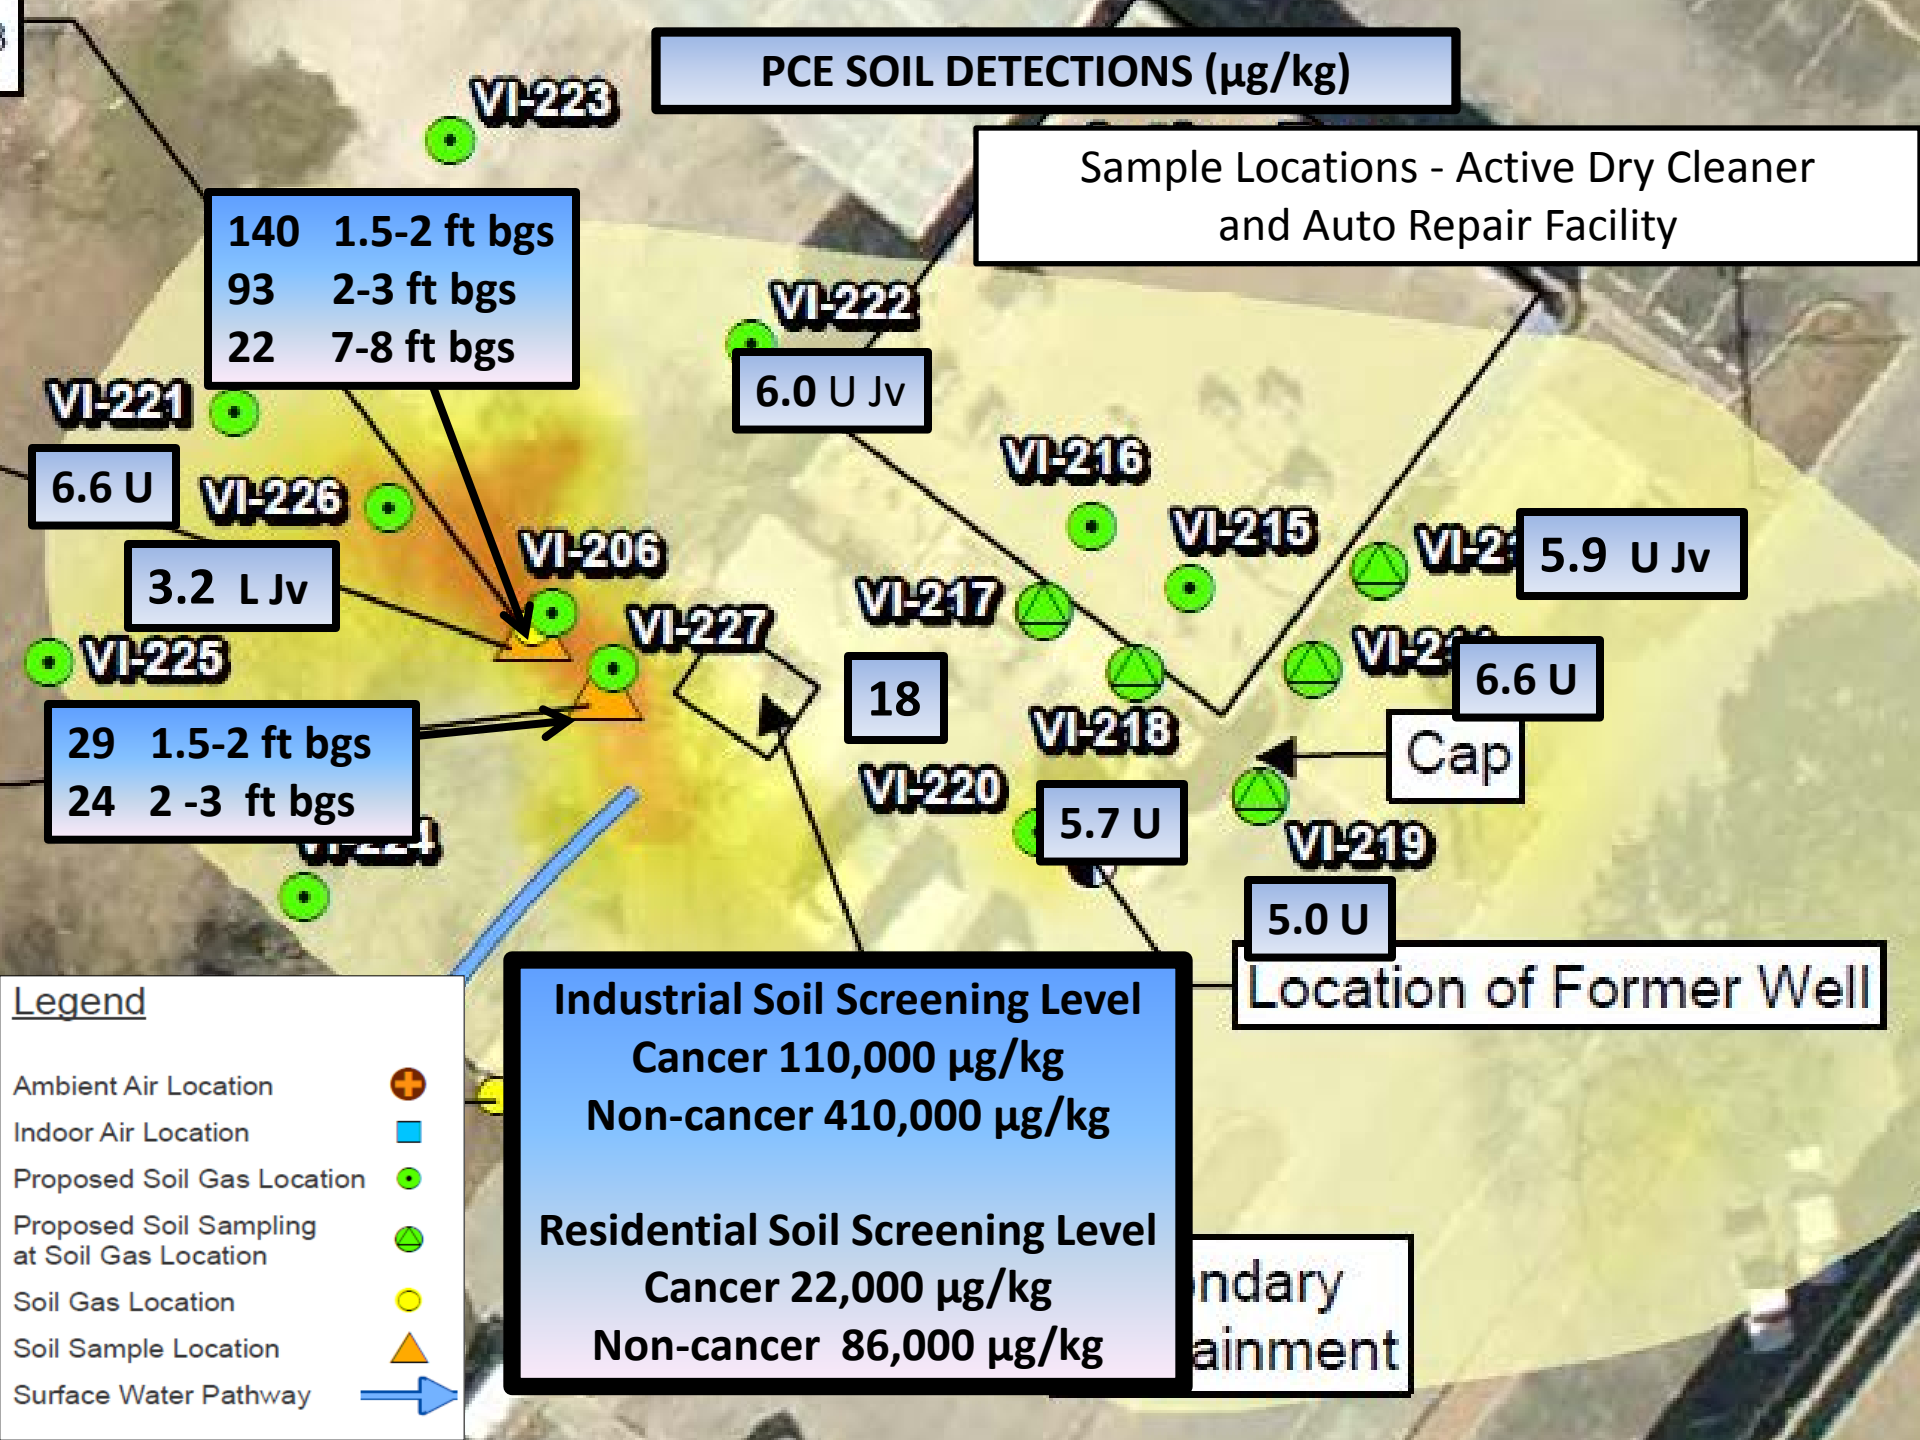 PCE SOIL DETECTIONS (µg/kg)
Sample Locations - Active Dry Cleaner
and Auto Repair Facility
VI-223
140 1.5-2 ft bgs
93 2-3 ft bgs
22 7-8 ft bgs
VI-222
6.0 U Jv
VI-221
6.6 U
VI-226
VI-216
VI-215
5.9 U Jv
VI-206
3.2 L Jv
VI-217
VI-227
VI-225
6.6 U
18
VI-218
Cap
29 1.5-2 ft bgs
24 2 -3 ft bgs
VI-220
5.7 U
VI-219
5.0 U
Location of Former Well
Industrial Soil Screening Level
Cancer 110,000 µg/kg
Non-cancer 410,000 µg/kg
Residential Soil Screening Level
Cancer 22,000 µg/kg
Non-cancer 86,000 µg/kg
ndary
ainment
Legend
Ambient Air Location
Indoor Air Location
Proposed Soil Gas Location
Proposed Soil Sampling
at Soil Gas Location
Soil Gas Location
Soil Sample Location
Surface Water Pathway